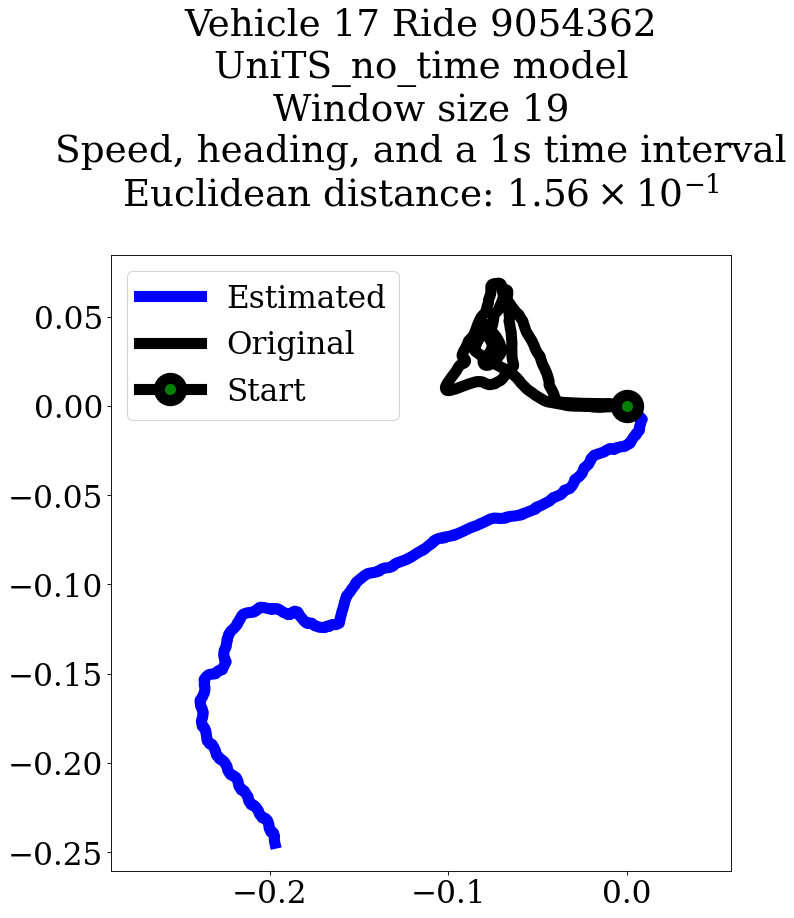 Vehicle 17 Ride 9054362
UniTS_no_time model
Window size 19
Speed, heading, and a 1s time interval
Euclidean distance: 1.56 × 10⁻¹
Estimated
Original
Start
0.05
0.00
−0.05
−0.10
−0.15
−0.20
−0.25
−0.2
−0.1
0.0